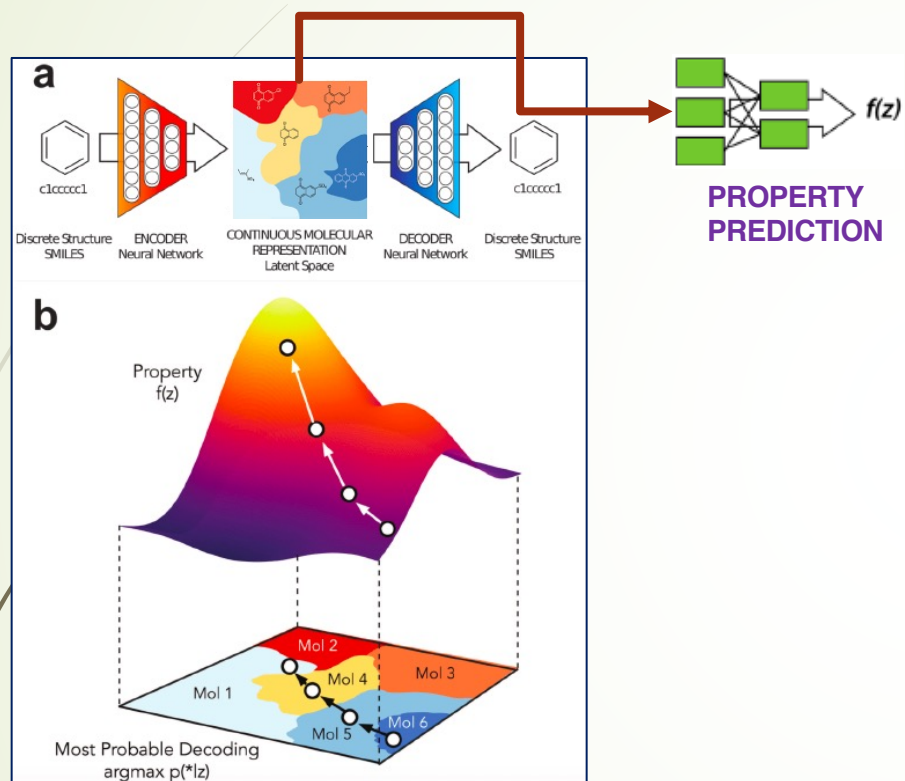 a
c1ccccc1
Discrete Structure
SMILES
ENCODER
Neural Network
CONTINUOUS MOLECULAR
REPRESENTATION
Latent Space
DECODER
Neural Network
c1ccccc1
Discrete Structure
SMILES
f(z)
PROPERTY
PREDICTION
b
Property
f(z)
Mol 1
Mol 2
Mol 3
Mol 4
Mol 5
Mol 6
Most Probable Decoding
argmax p(*lz)